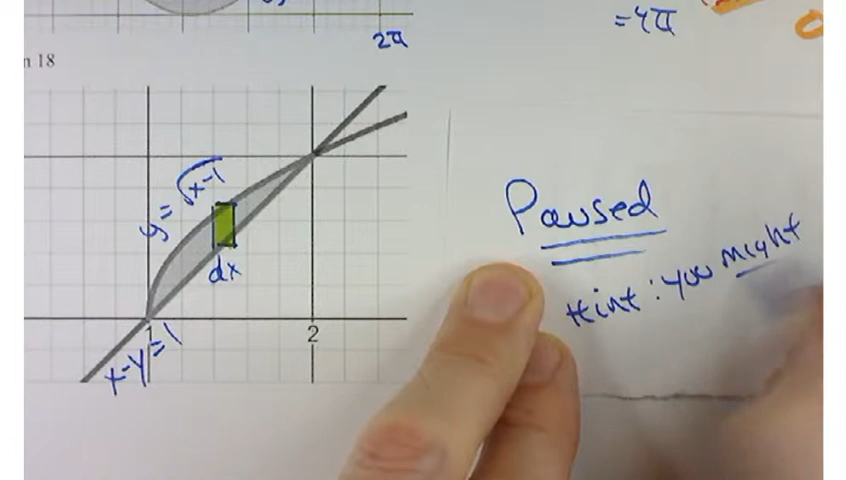 2π
=4π
n 18
y=√x-1
dx
1
2
x-y=1
Paused
Hint: you might